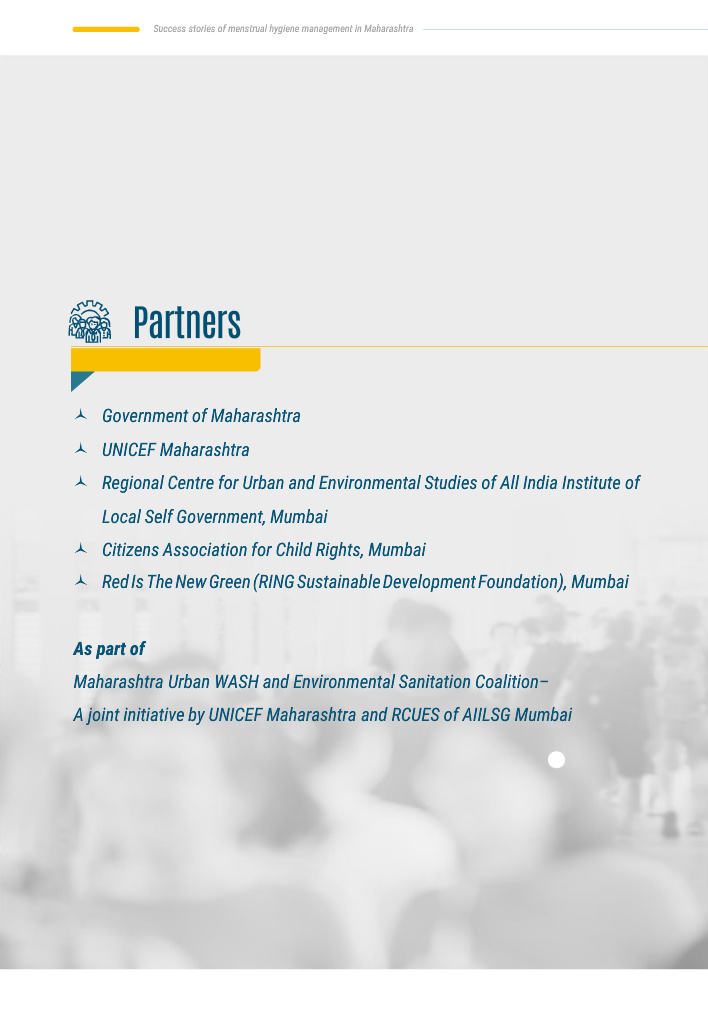 Success stories of menstrual hygiene management in Maharashtra
Partners
Government of Maharashtra
UNICEF Maharashtra
Regional Centre for Urban and Environmental Studies of All India Institute of
Local Self Government, Mumbai
Citizens Association for Child Rights, Mumbai
Red Is The New Green (RING Sustainable Development Foundation), Mumbai
As part of
Maharashtra Urban WASH and Environmental Sanitation Coalition–
A joint initiative by UNICEF Maharashtra and RCUES of AIILSG Mumbai